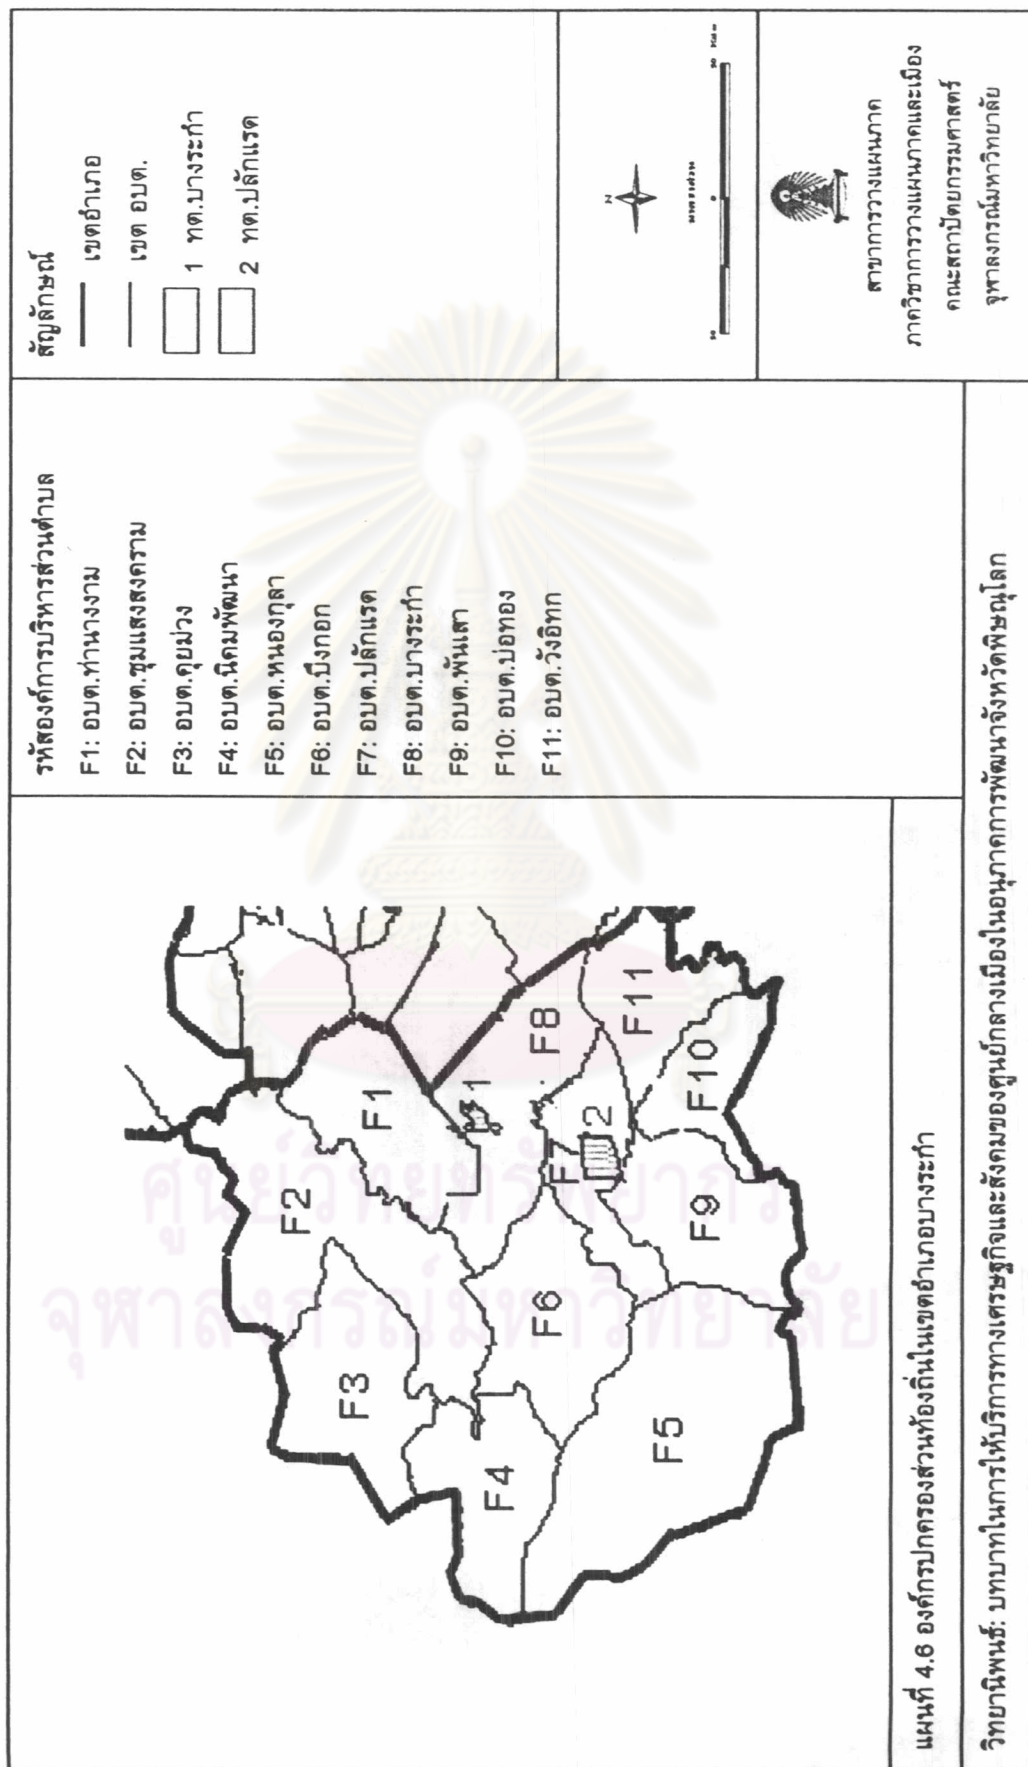 สัญลักษณ์
เขตอำเภอ
เขต อบต.
1 ทต.บางระกำ
2 ทต.ปลักแรด
N
มาตราส่วน
0
สาขาการวางแผนภาค
ภาควิชาการวางแผนภาคและเมือง
คณะสถาปัตยกรรมศาสตร์
จุฬาลงกรณ์มหาวิทยาลัย
รหัสองค์การบริหารส่วนตำบล
F1: อบต.ท่านางงาม
F2: อบต.ชุมแสงสงคราม
F3: อบต.คุยม่วง
F4: อบต.นิคมพัฒนา
F5: อบต.หนองกุลา
F6: อบต.บึงกอก
F7: อบต.ปลักแรด
F8: อบต.บางระกำ
F9: อบต.พันเสา
F10: อบต.บ่อทอง
F11: อบต.วังอิทก
F2
F1
F3
1
F8
F4
F6
F
2
F11
F5
F9
F10
ศูนย์วิทยทรัพยากร
จุฬาลงกรณ์มหาวิทยาลัย
แผนที่ 4.6 องค์กรปกครองส่วนท้องถิ่นในเขตอำเภอบางระกำ
วิทยานิพนธ์: บทบาทในการให้บริการทางเศรษฐกิจและสังคมของศูนย์กลางเมืองในอนุภาคการพัฒนาจังหวัดพิษณุโลก